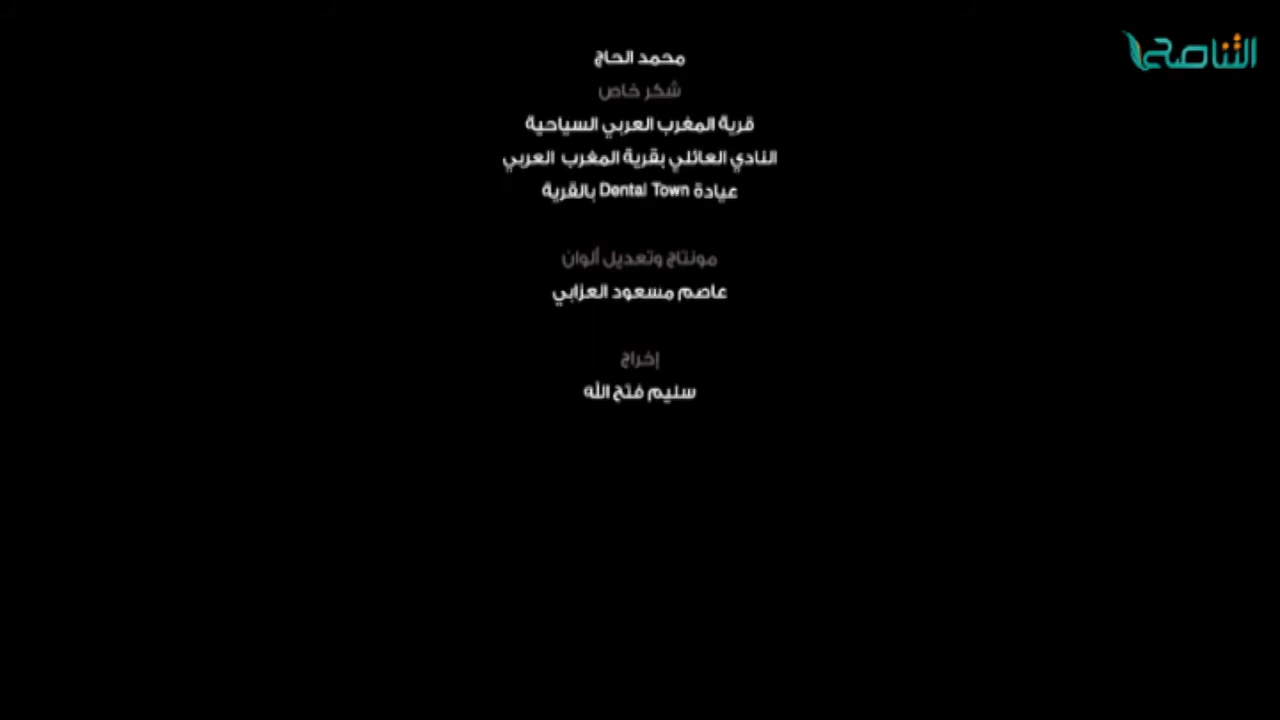 محمد الحاج
شكر خاص
قرية المغرب العربي السياحية
النادي العائلي بقرية المغرب العربي
عيادة Dental Town بالقرية
مونتاج وتعديل ألوان
عاصم مسعود العزابي
إخراج
سليم فتح الله
التناصح